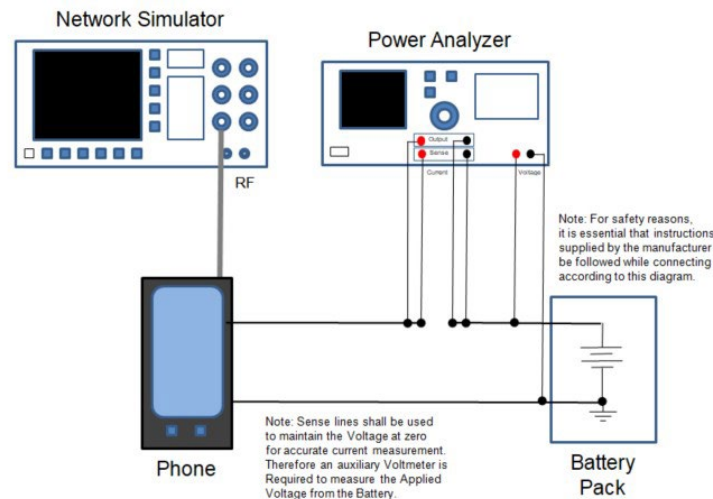 Network Simulator
Power Analyzer
Output
Sense
Current
Voltage
RF
Note: For safety reasons,
it is essential that instructions
supplied by the manufacturer
be followed while connecting
according to this diagram.
Note: Sense lines shall be used
to maintain the Voltage at zero
for accurate current measurement.
Therefore an auxiliary Voltmeter is
Required to measure the Applied
Voltage from the Battery.
Phone
Battery
Pack